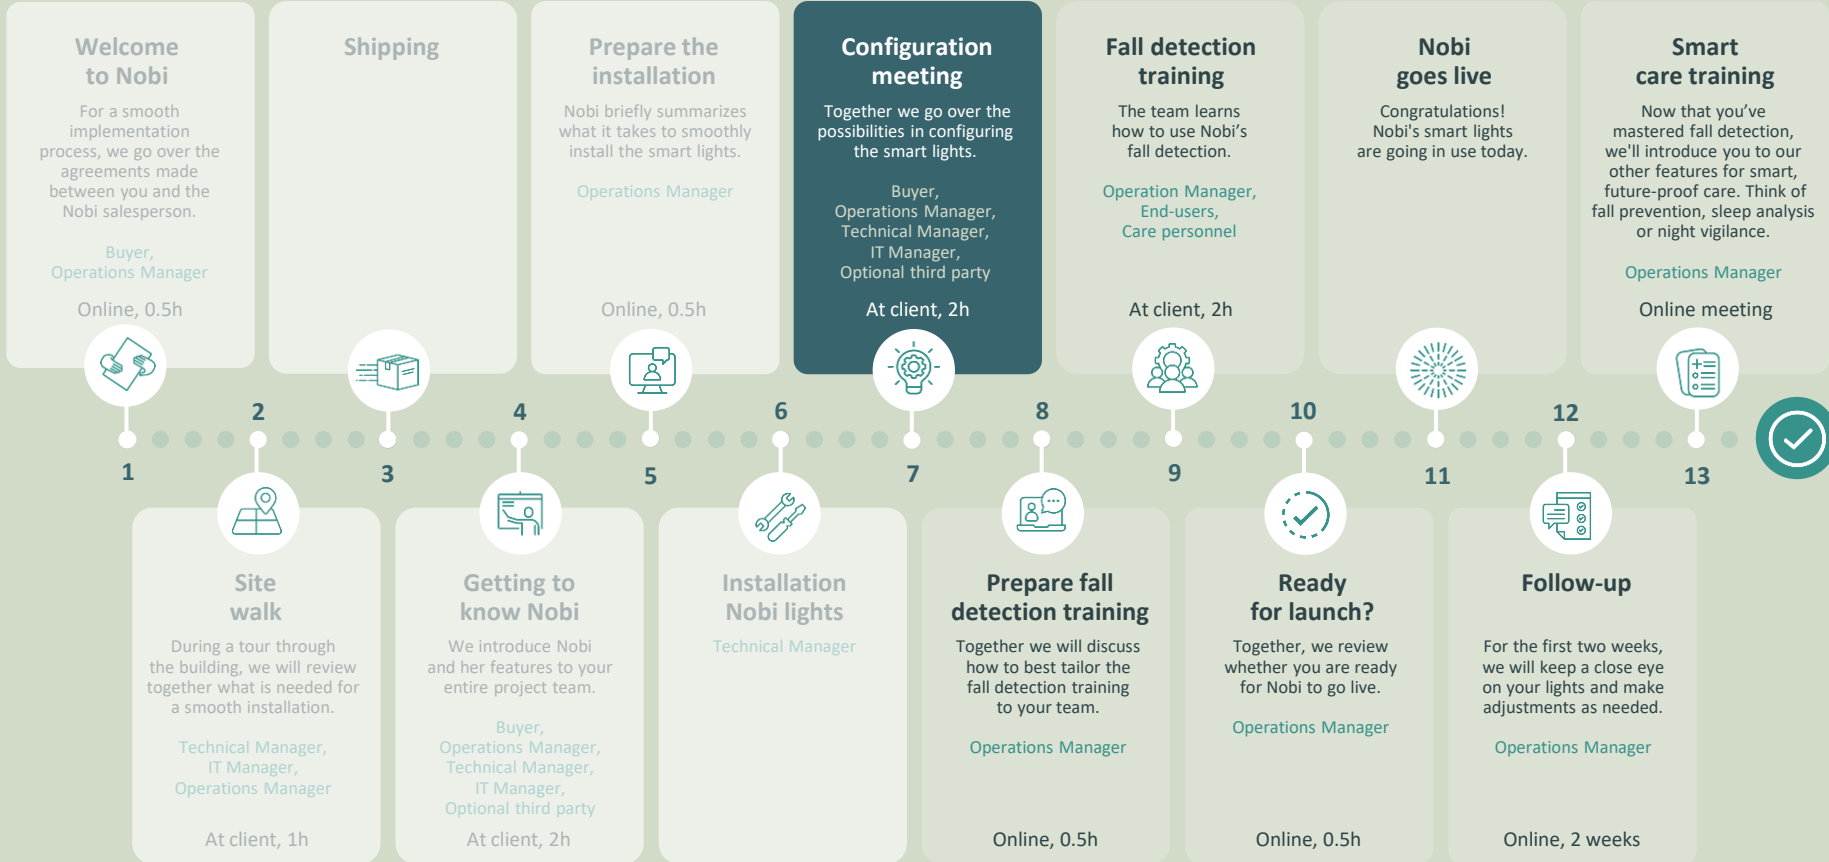 Welcome
to Nobi
For a smooth
implementation
process, we go over the
agreements made
between you and the
Nobi salesperson.
Buyer,
Operations Manager
Online, 0.5h
Shipping
Prepare the
installation
Nobi briefly summarizes
what it takes to smoothly
install the smart lights.
Operations Manager
Online, 0.5h
Configuration
meeting
Together we go over the
possibilities in configuring
the smart lights.
Buyer,
Operations Manager,
Technical Manager,
IT Manager,
Optional third party
At client, 2h
Fall detection
training
The team learns
how to use Nobi's
fall detection.
Operation Manager,
End-users,
Care personnel
At client, 2h
Nobi
goes live
Congratulations!
Nobi's smart lights
are going in use today.
Smart
care training
Now that you've
mastered fall detection,
we'll introduce you to our
other features for smart,
future-proof care. Think of
fall prevention, sleep analysis
or night vigilance.
Operations Manager
Online meeting
2
4
6
8
10
12
1
3
5
7
9
11
13
Site
walk
During a tour through
the building, we will review
together what is needed for
a smooth installation.
Technical Manager,
IT Manager,
Operations Manager
At client, 1h
Getting to
know Nobi
We introduce Nobi
and her features to your
entire project team.
Buyer,
Operations Manager,
Technical Manager,
IT Manager,
Optional third party
At client, 2h
Installation
Nobi lights
Technical Manager
Prepare fall
detection training
Together we will discuss
how to best tailor the
fall detection training
to your team.
Operations Manager
Online, 0.5h
Ready
for launch?
Together, we review
whether you are ready
for Nobi to go live.
Operations Manager
Online, 0.5h
Follow-up
For the first two weeks,
we will keep a close eye
on your lights and make
adjustments as needed.
Operations Manager
Online, 2 weeks